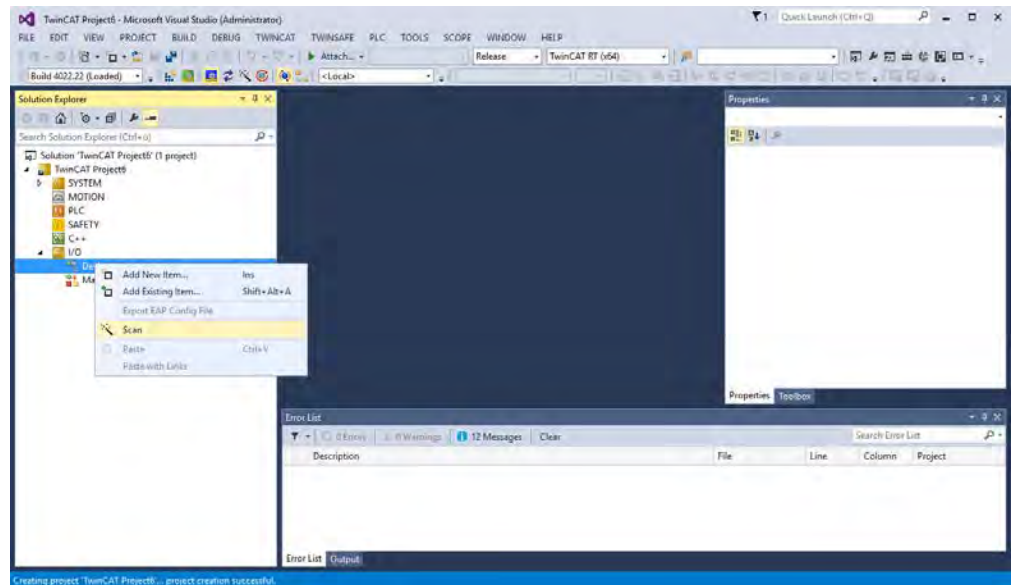 TwinCAT Project6 - Microsoft Visual Studio (Administrator)
1
Quick Launch (Ctrl+Q)
FILE EDIT VIEW PROJECT BUILD DEBUG TWINCAT TWINSAFE PLC TOOLS SCOPE WINDOW HELP
Attach...
Release
TwinCAT RT (x64)
Build 4022.22 (Loaded)
<Local>
Solution Explorer
Search Solution Explorer (Ctrl+ö)
Solution 'TwinCAT Project6' (1 project)
TwinCAT Project6
SYSTEM
MOTION
PLC
SAFETY
C++
I/O
Add New Item... Ins
Add Existing Item... Shift+Alt+A
Export EAP Config File
Scan
Paste Ctrl+V
Paste with Links
Properties
Properties Toolbox
Error List
0 Errors 0 Warnings 12 Messages Clear
Search Error List
Description File Line Column Project
Error List Output
Creating project 'TwinCAT Project6'... project creation successful.